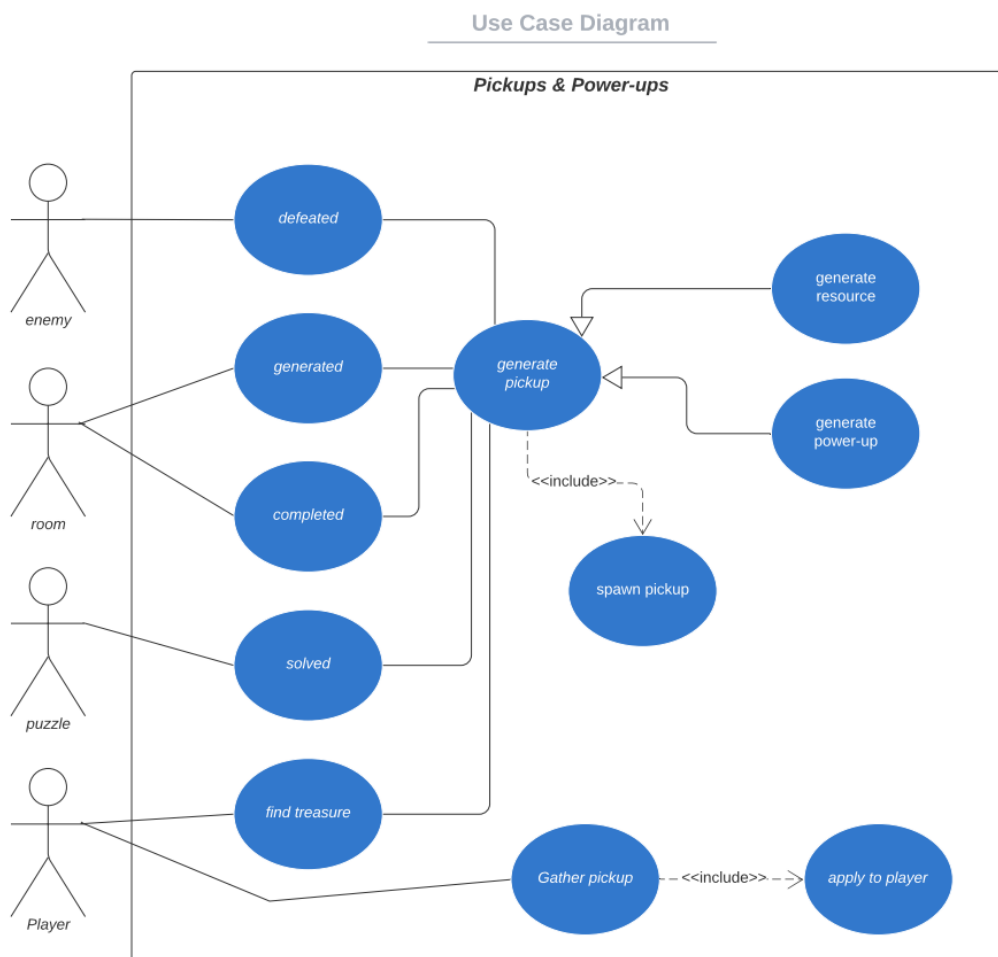 Use Case Diagram
Pickups & Power-ups
defeated
enemy
generate
resource
generated
generate
pickup
generate
power-up
<<include>>
room
completed
spawn pickup
solved
puzzle
find treasure
Gather pickup
<<include>>
apply to player
Player